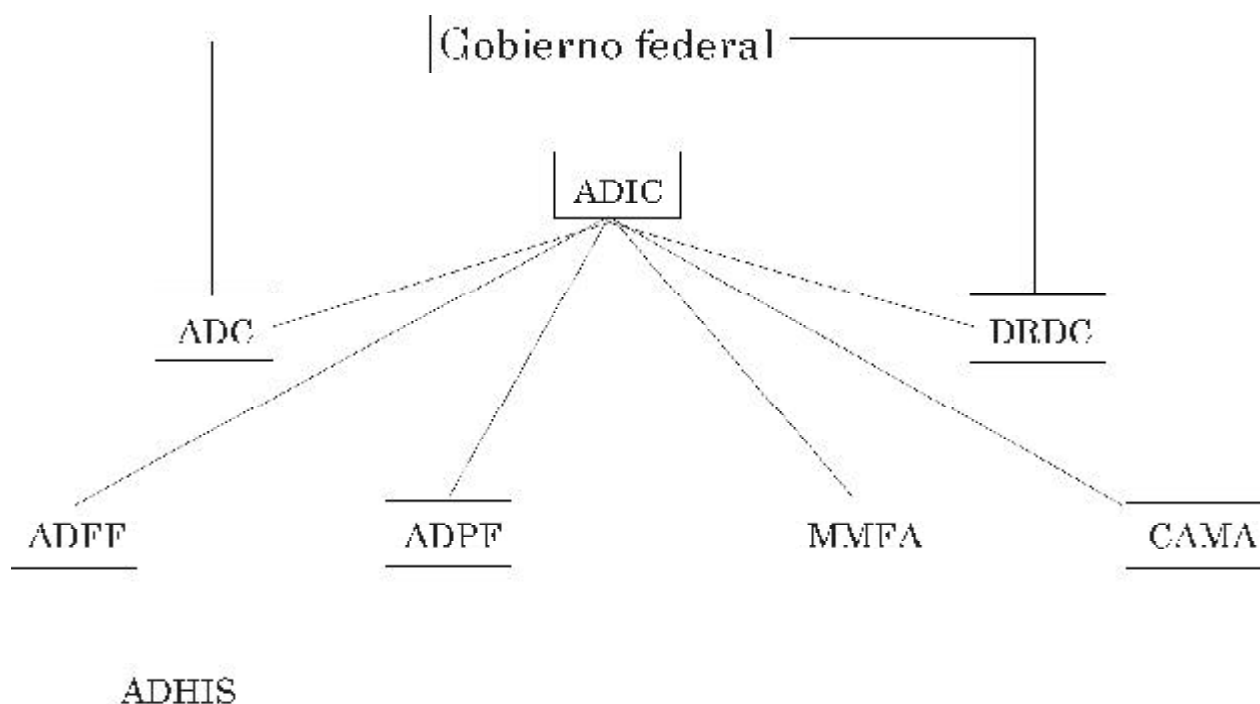 Gobierno federal
ADIC
ADC
DRDC
ADFF
ADPF
MMFA
CAMA
ADHIS